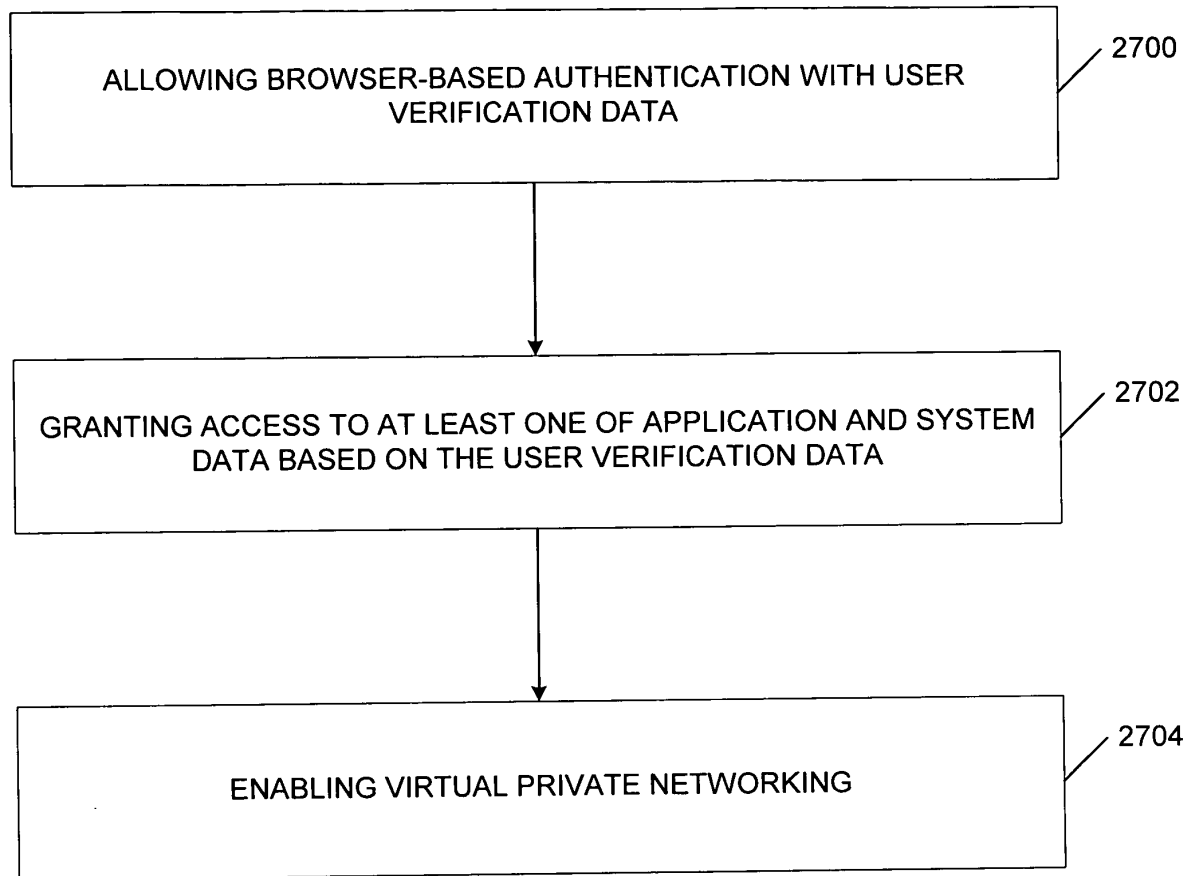 ALLOWING BROWSER-BASED AUTHENTICATION WITH USER
VERIFICATION DATA
2700
GRANTING ACCESS TO AT LEAST ONE OF APPLICATION AND SYSTEM
DATA BASED ON THE USER VERIFICATION DATA
2702
ENABLING VIRTUAL PRIVATE NETWORKING
2704